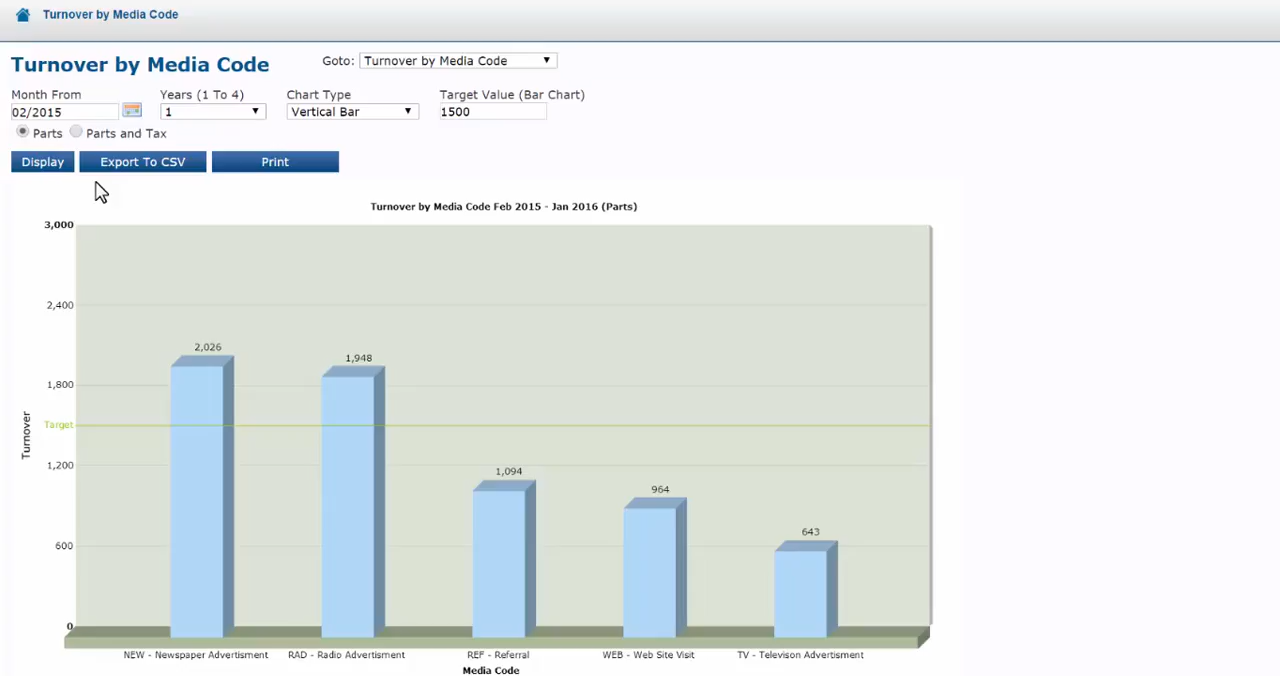 Turnover by Media Code
Turnover by Media Code
Goto: Turnover by Media Code
Month From Years (1 To 4) Chart Type Target Value (Bar Chart)
02/2015 1 Vertical Bar 1500
Parts Parts and Tax
Display Export To CSV Print
Turnover by Media Code Feb 2015 - Jan 2016 (Parts)
3,000
2,400
2,026
1,948
1,800
Target
Turnover
1,200
1,094
964
600
643
0
NEW - Newspaper Advertisment RAD - Radio Advertisment REF - Referral WEB - Web Site Visit TV - Televison Advertisment
Media Code